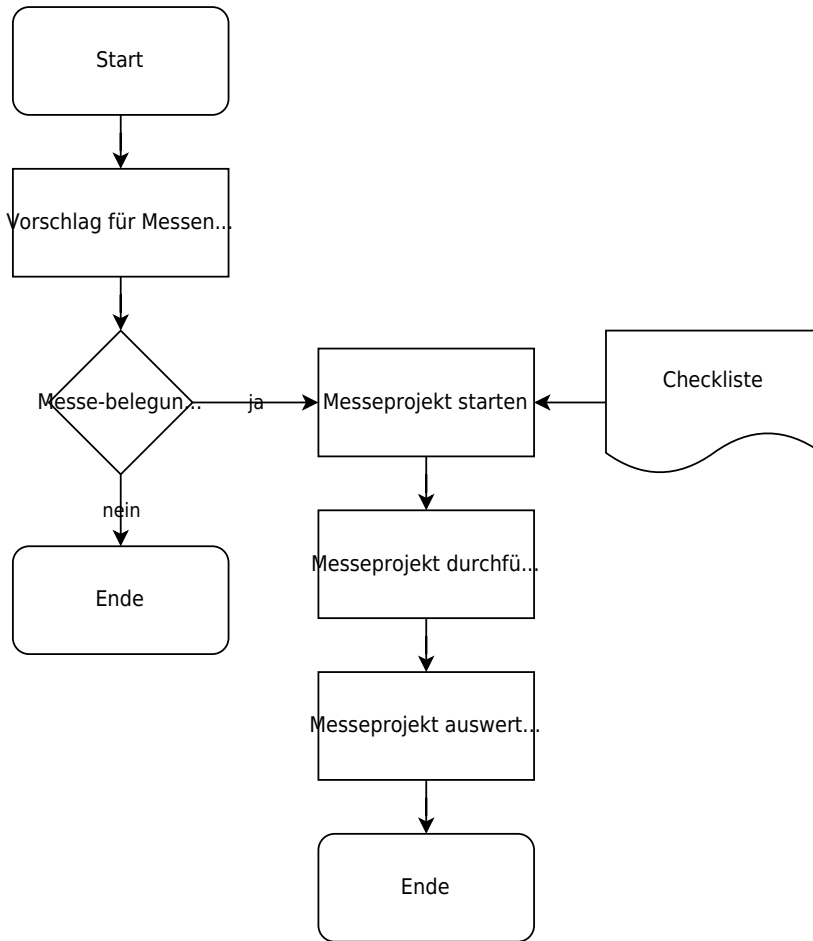 Start
Vorschlag für Messen...
Messe-belegun...
ja
Messeprojekt starten
Checkliste
nein
Messeprojekt durchfü...
Ende
Messeprojekt auswert...
Ende